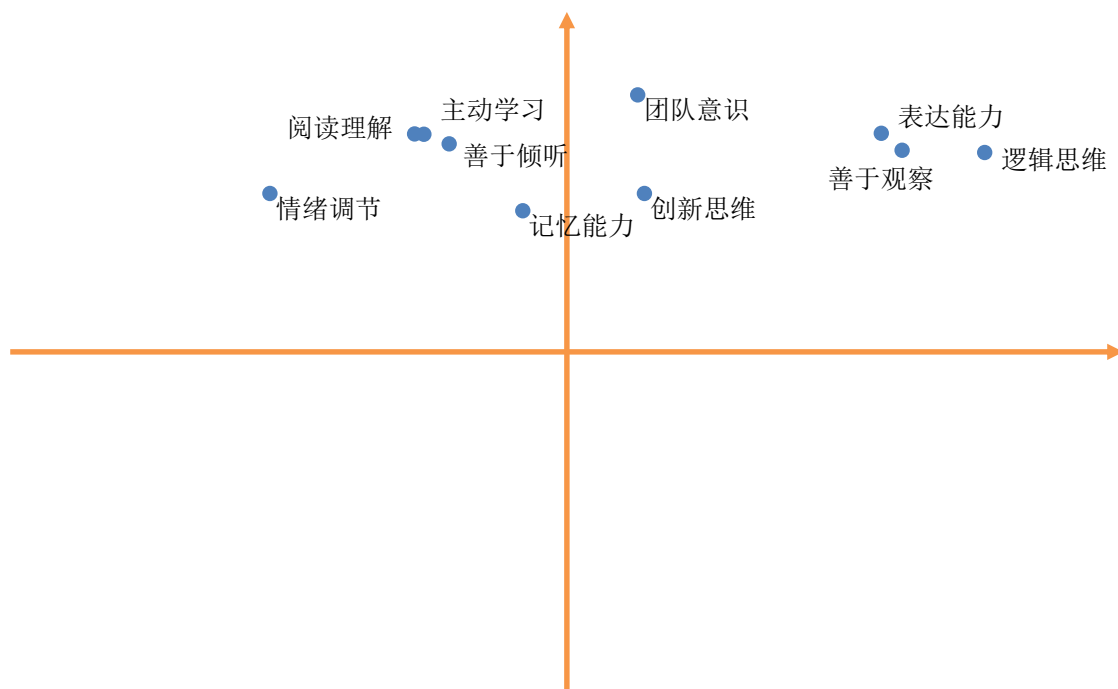 主动学习
团队意识
表达能力
阅读理解
善于倾听
逻辑思维
善于观察
情绪调节
创新思维
记忆能力